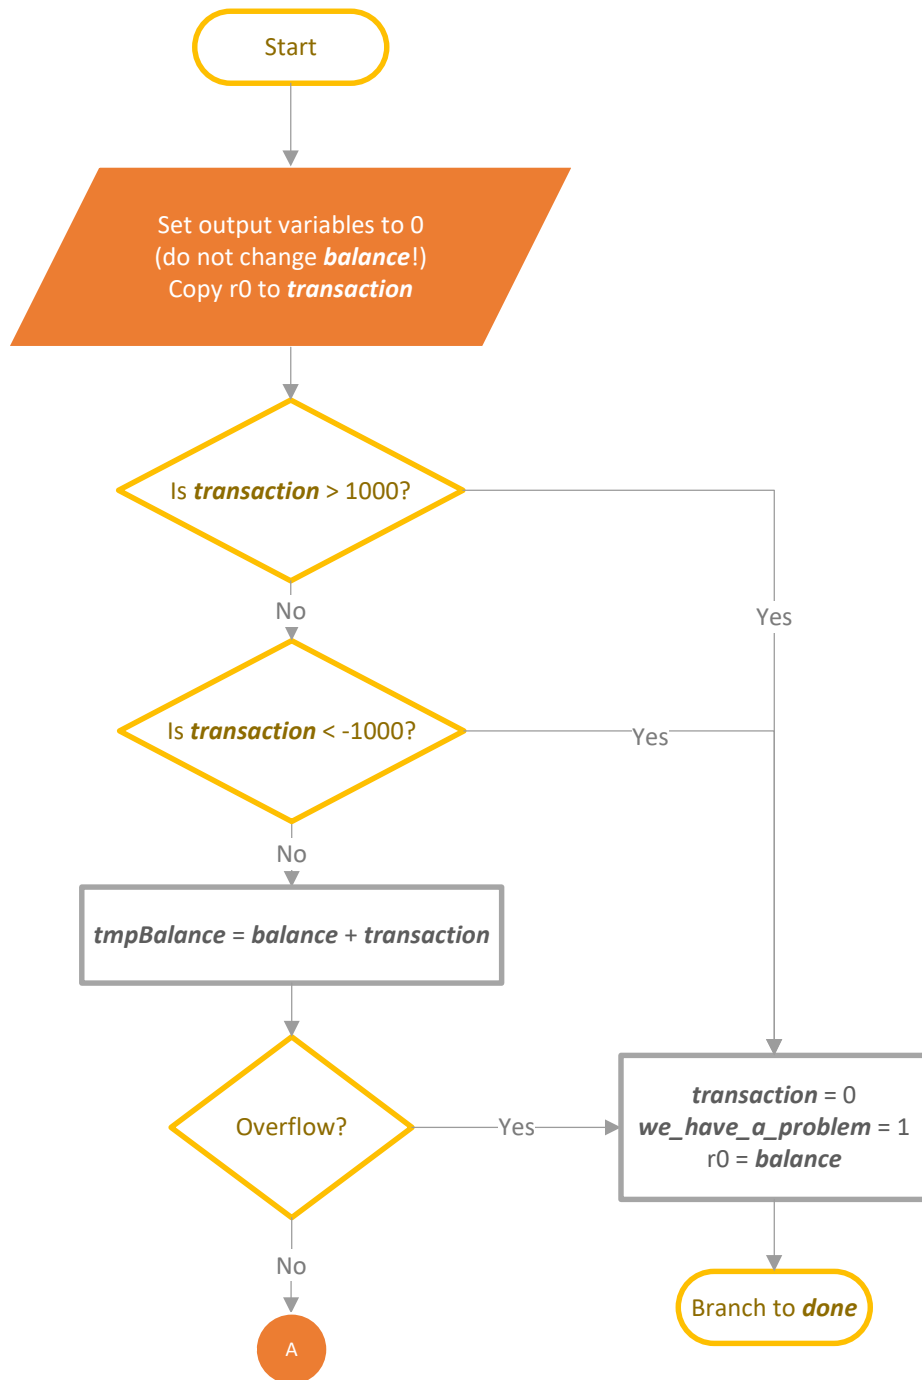 Start
Set output variables to 0
(do not change balance!)
Copy r0 to transaction
Is transaction > 1000?
No
Yes
Is transaction < -1000?
Yes
No
tmpBalance = balance + transaction
Overflow?
Yes
transaction = 0
we_have_a_problem = 1
r0 = balance
No
Branch to done
A